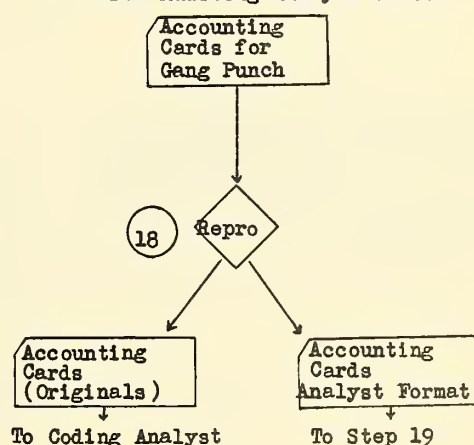 Accounting
Cards for
Gang Punch
18
Repro
Accounting
Cards
(Originals)
Accounting
Cards
Analyst Format
To Coding Analyst
To Step 19